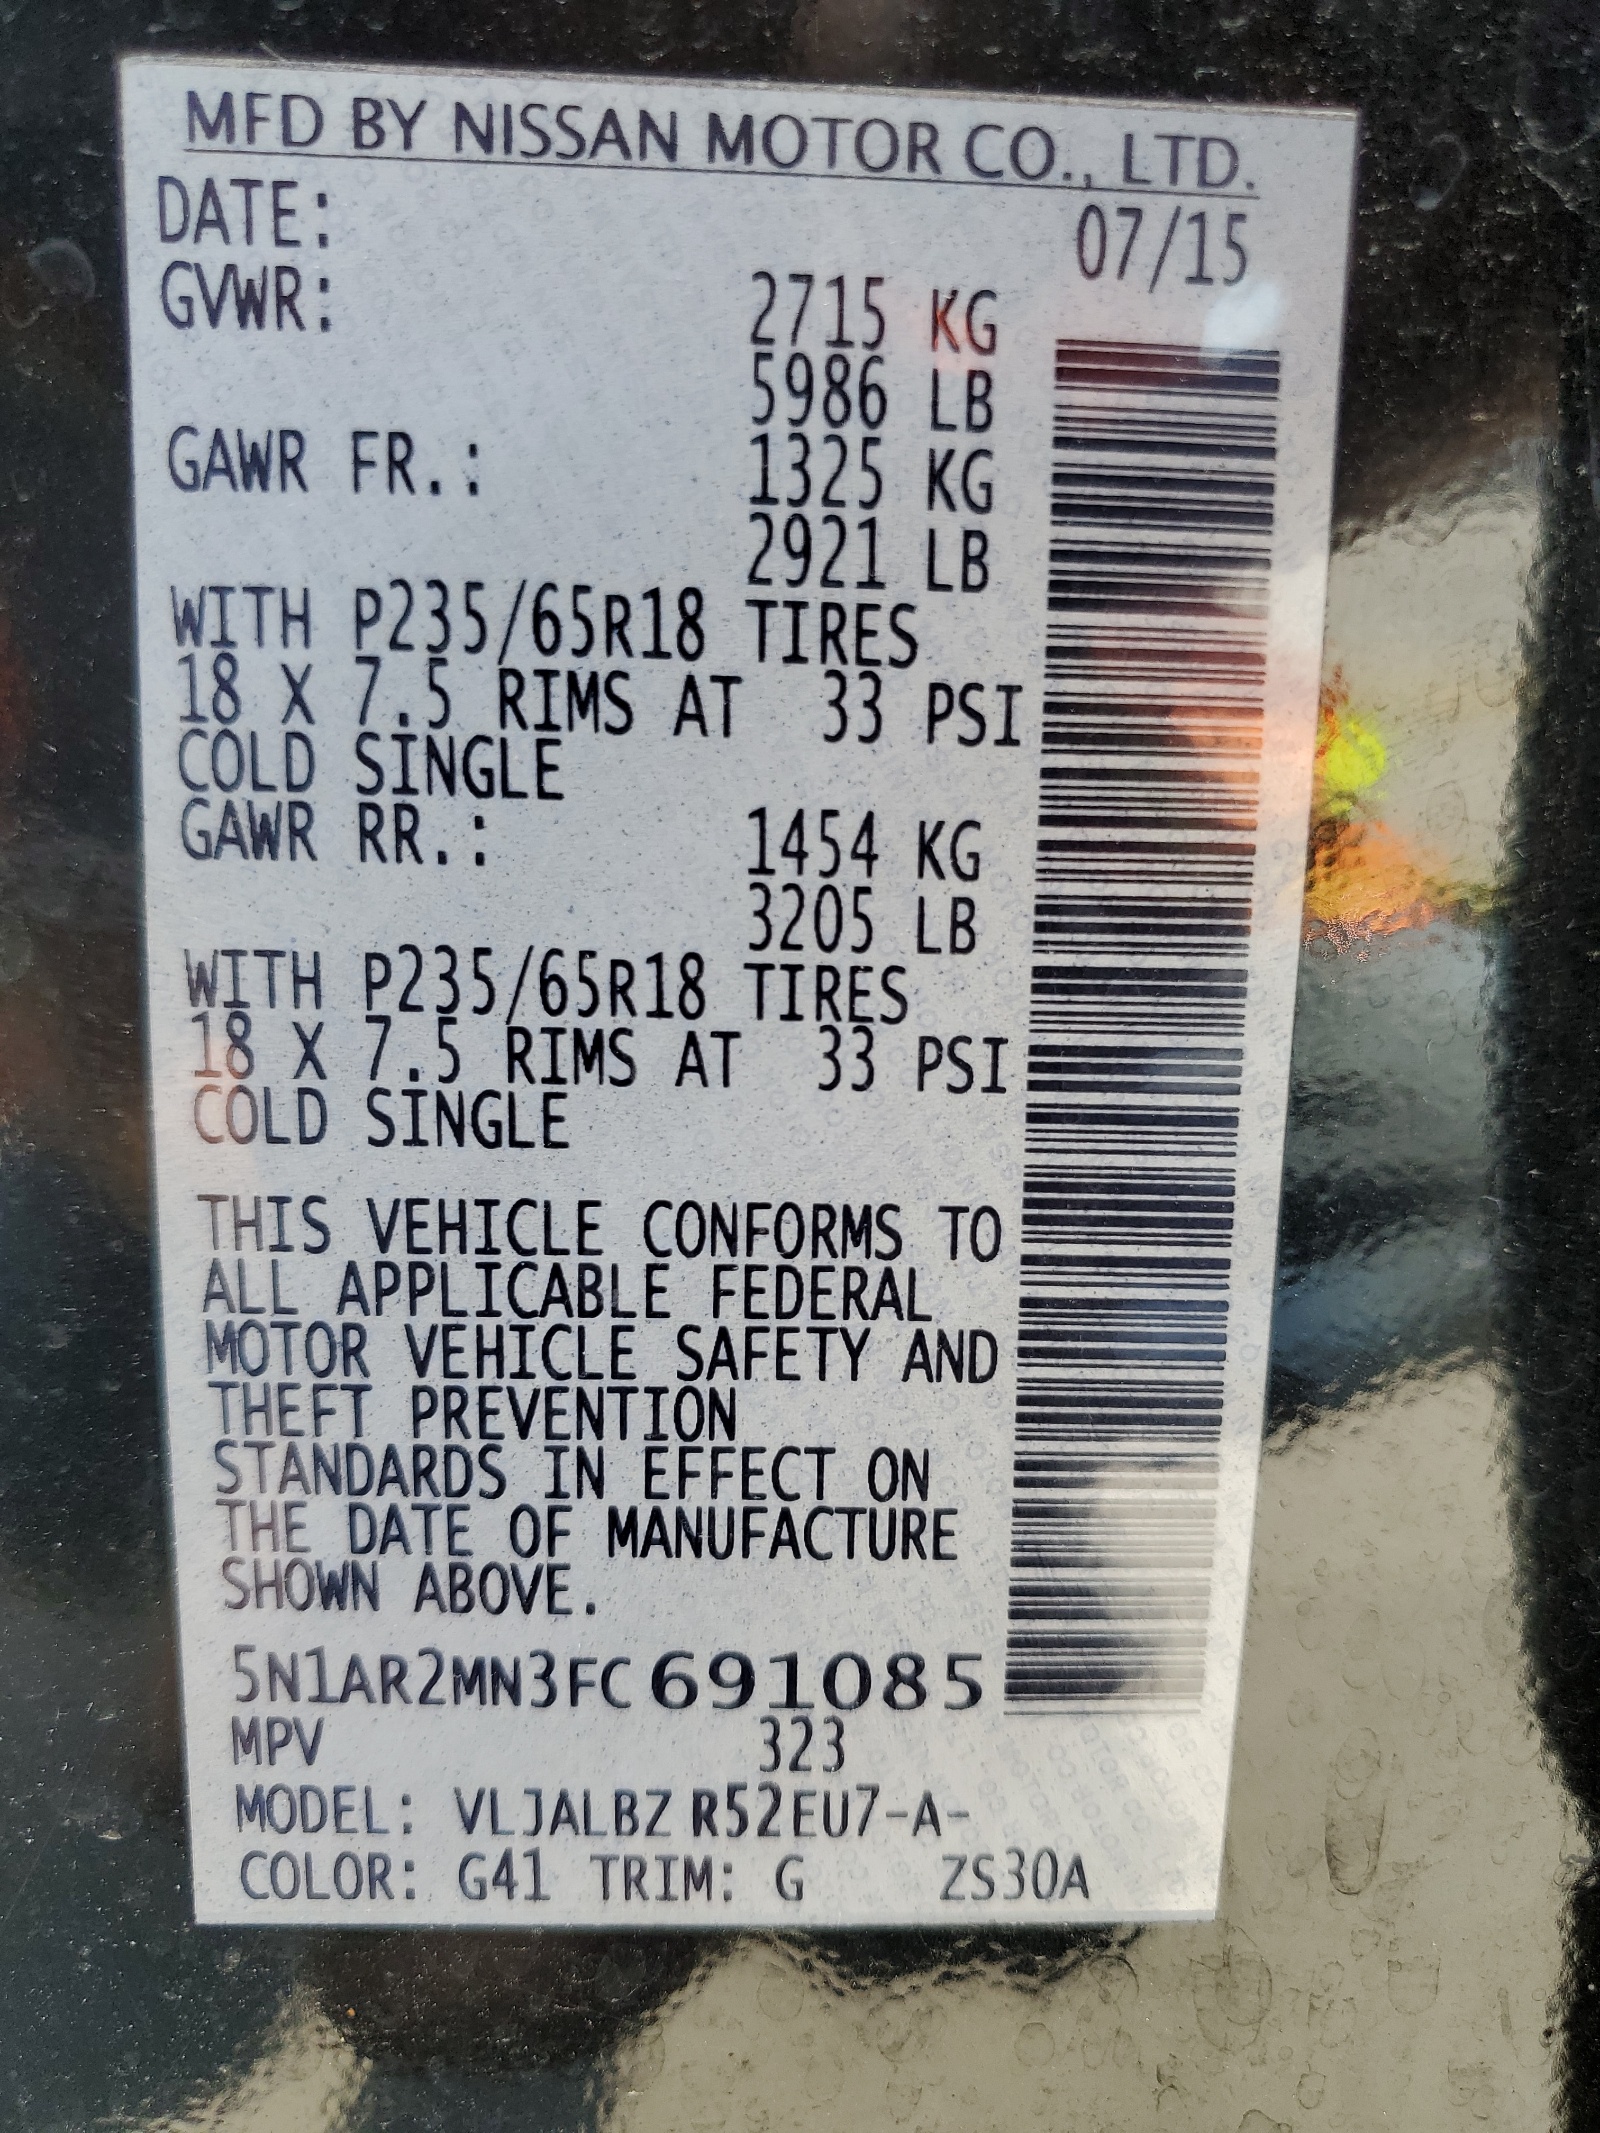 MFD BY NISSAN MOTOR CO., LTD.
DATE: 07/15
GVWR: 2715 KG
5986 LB
GAWR FR.: 1325 KG
2921 LB
WITH P235/65R18 TIRES
18 X 7.5 RIMS AT 33 PSI
COLD SINGLE
GAWR RR.: 1454 KG
3205 LB
WITH P235/65R18 TIRES
18 X 7.5 RIMS AT 33 PSI
COLD SINGLE
THIS VEHICLE CONFORMS TO
ALL APPLICABLE FEDERAL
MOTOR VEHICLE SAFETY AND
THEFT PREVENTION
STANDARDS IN EFFECT ON
THE DATE OF MANUFACTURE
SHOWN ABOVE.
5N1AR2MN3FC691085
MPV 323
MODEL: VLJALBZ R52EU7-A-
COLOR: G41 TRIM: G ZS30A